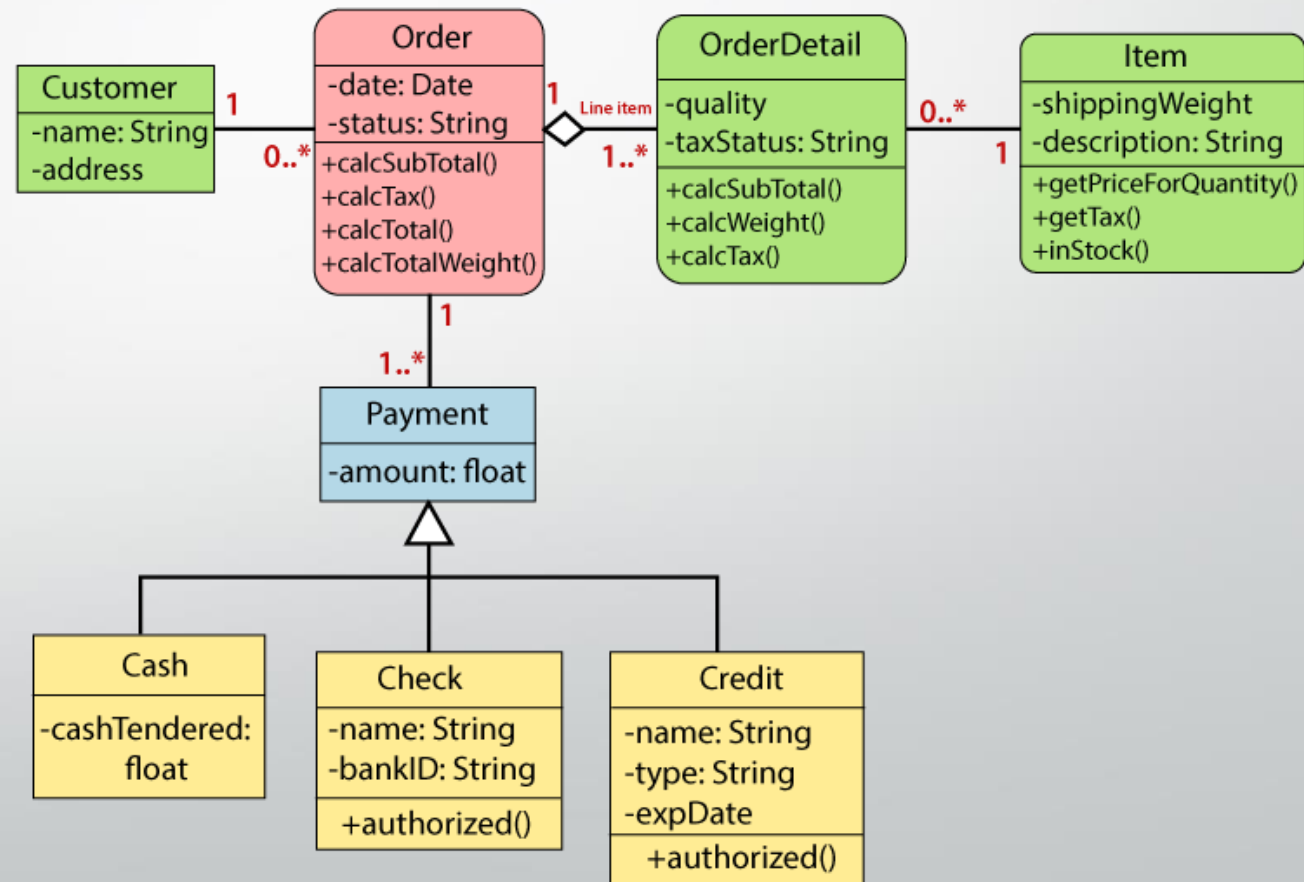 Customer
-name: String
-address
1
0..*
Order
-date: Date
-status: String
+calcSubTotal()
+calcTax()
+calcTotal()
+calcTotalWeight()
1
Line item
1..*
OrderDetail
-quality
-taxStatus: String
+calcSubTotal()
+calcWeight()
+calcTax()
0..*
1
Item
-shippingWeight
-description: String
+getPriceForQuantity()
+getTax()
+inStock()
1
1..*
Payment
-amount: float
Cash
-cashTendered:
float
Check
-name: String
-bankID: String
+authorized()
Credit
-name: String
-type: String
-expDate
+authorized()